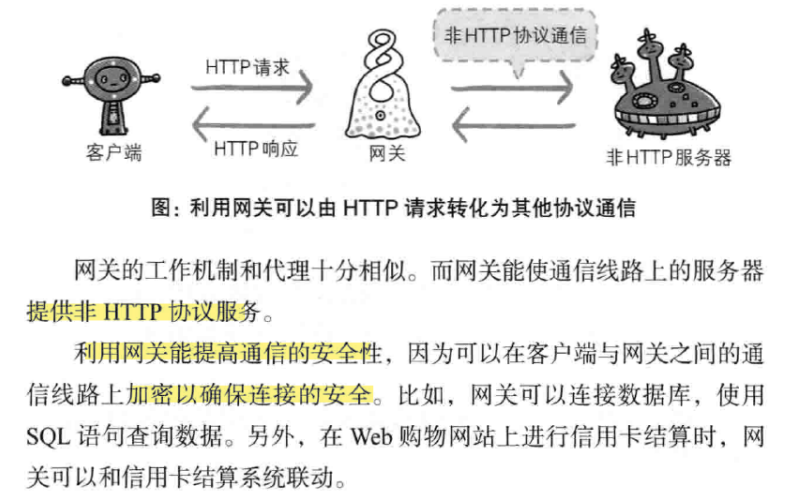 非HTTP协议通信
HTTP请求
HTTP响应
客户端
网关
非HTTP服务器
图：利用网关可以由 HTTP 请求转化为其他协议通信
网关的工作机制和代理十分相似。而网关能使通信线路上的服务器
提供非 HTTP 协议服务。
利用网关能提高通信的安全性，因为可以在客户端与网关之间的通
信线路上加密以确保连接的安全。比如，网关可以连接数据库，使用
SQL 语句查询数据。另外，在 Web 购物网站上进行信用卡结算时，网
关可以和信用卡结算系统联动。